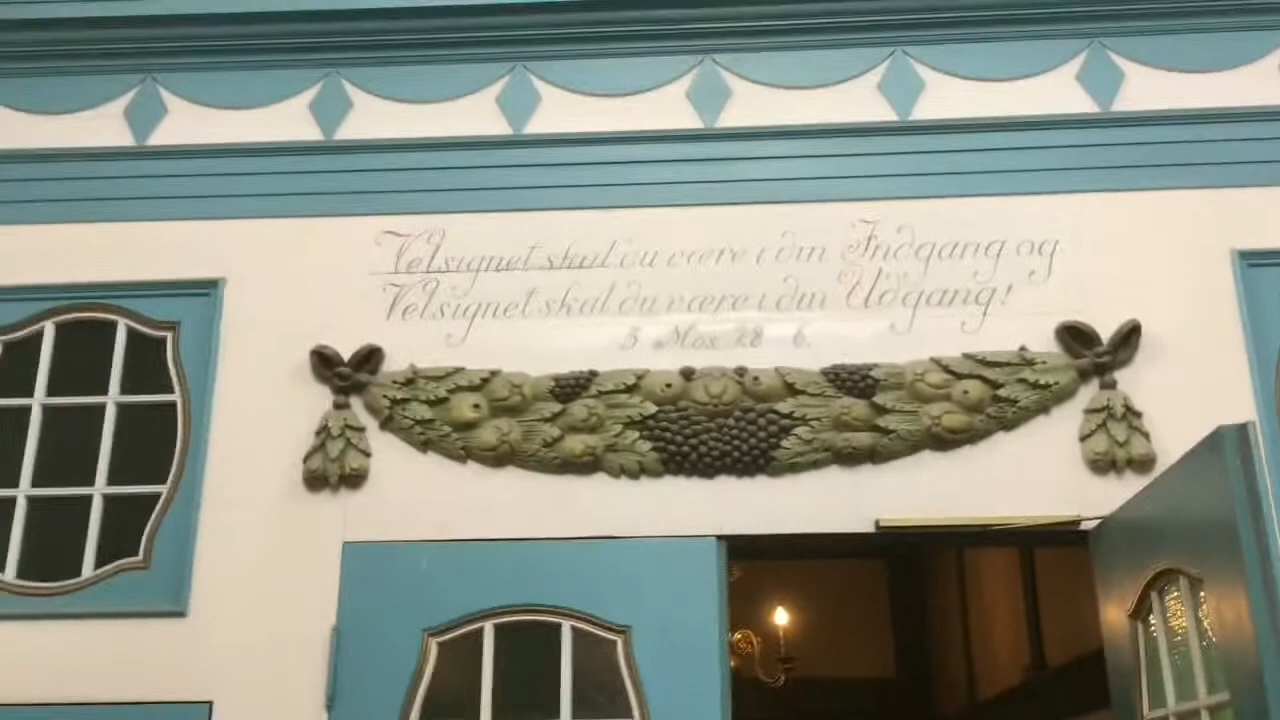 Velsignet skal du være i din Indgang og
Velsignet skal du være i din Udgang!
5 Mos 28 6.